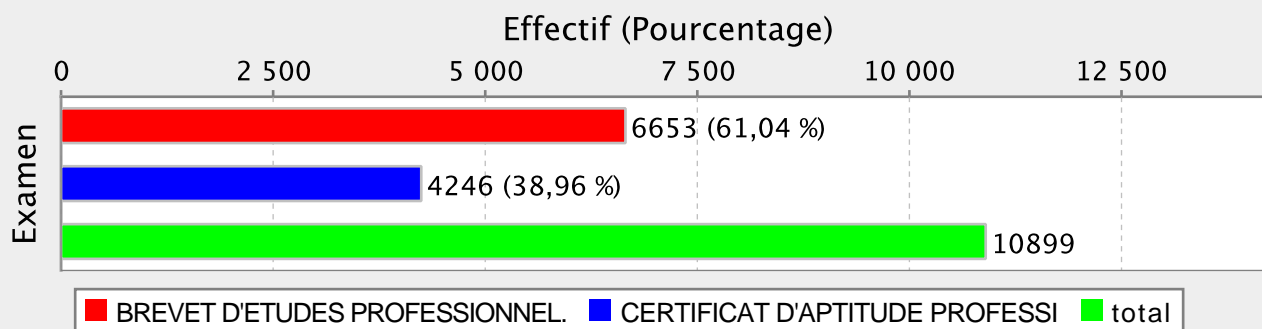 Effectif (Pourcentage)
0 2 500 5 000 7 500 10 000 12 500
Examen
6653 (61,04 %)
4246 (38,96 %)
10899
BREVET D'ETUDES PROFESSIONNEL. CERTIFICAT D'APTITUDE PROFESSI total